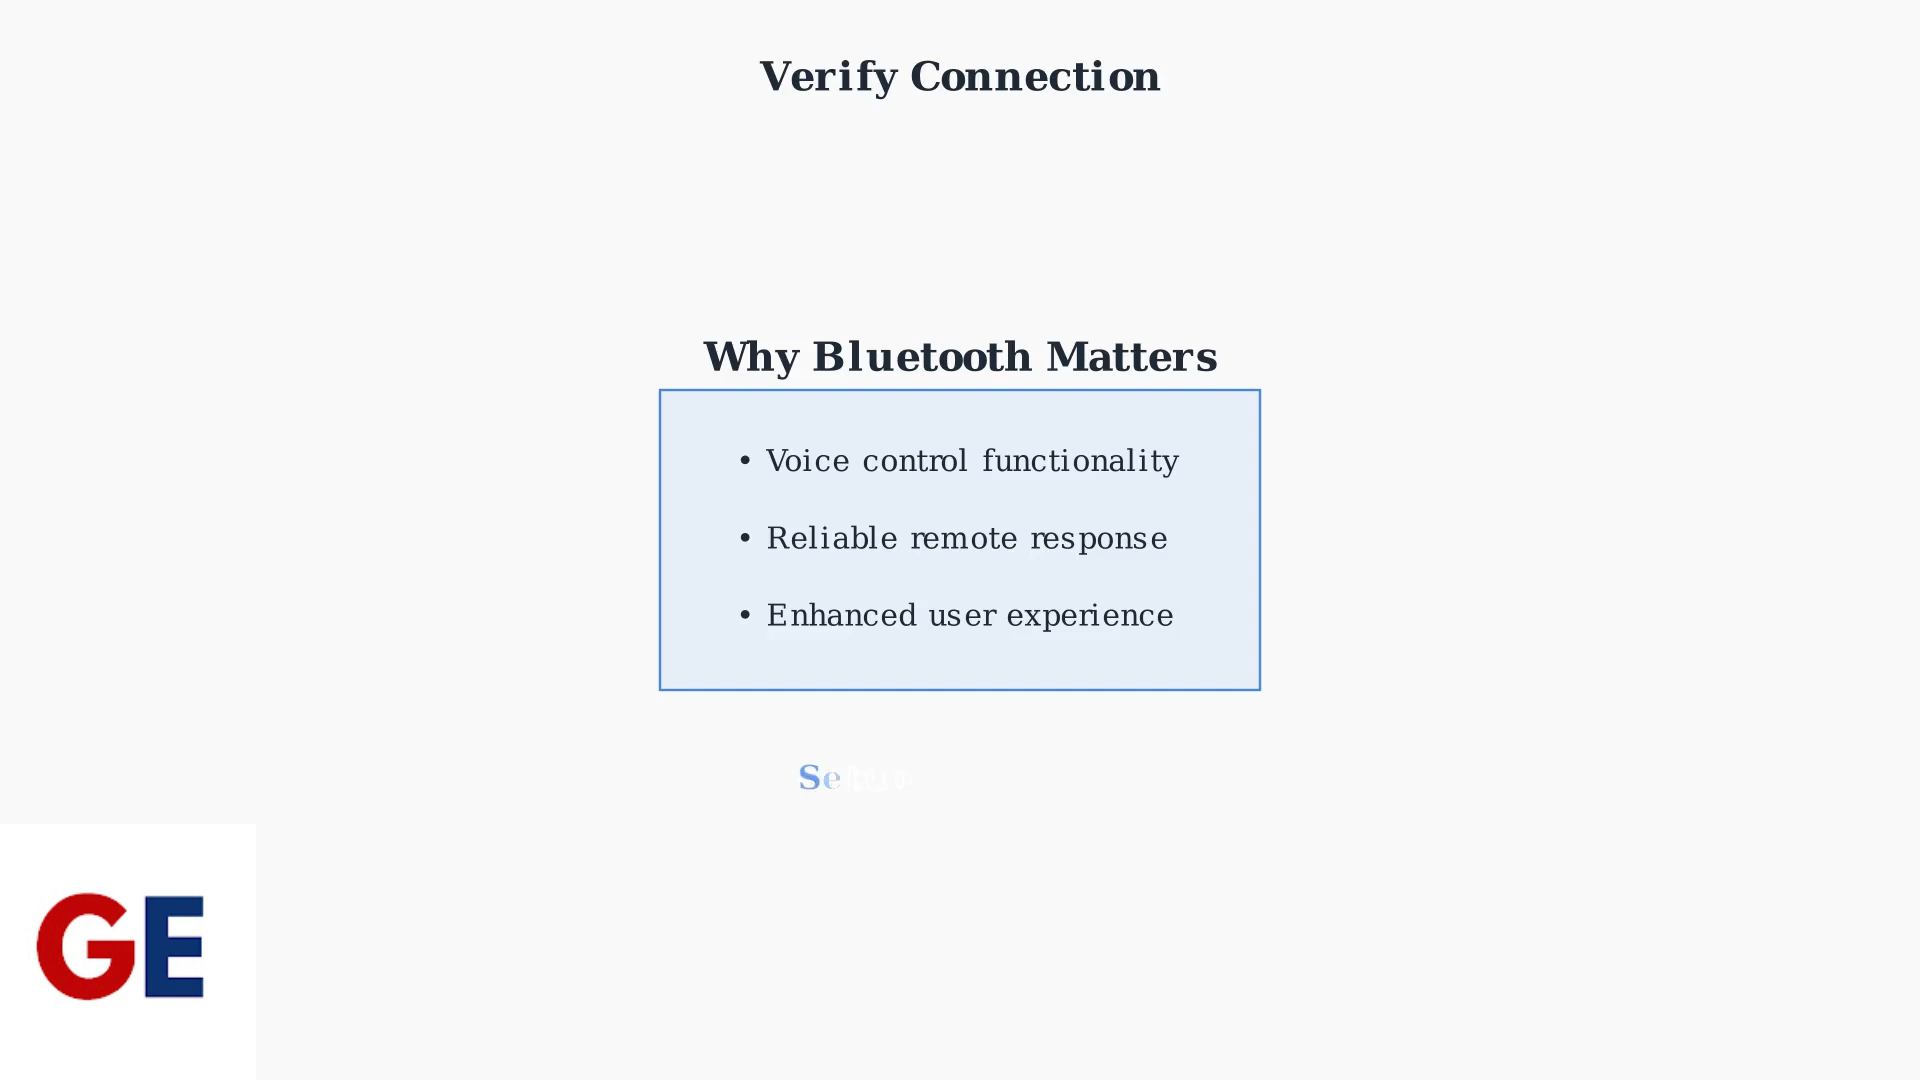 Verify Connection
Why Bluetooth Matters
• Voice control functionality
• Reliable remote response
• Enhanced user experience
GE